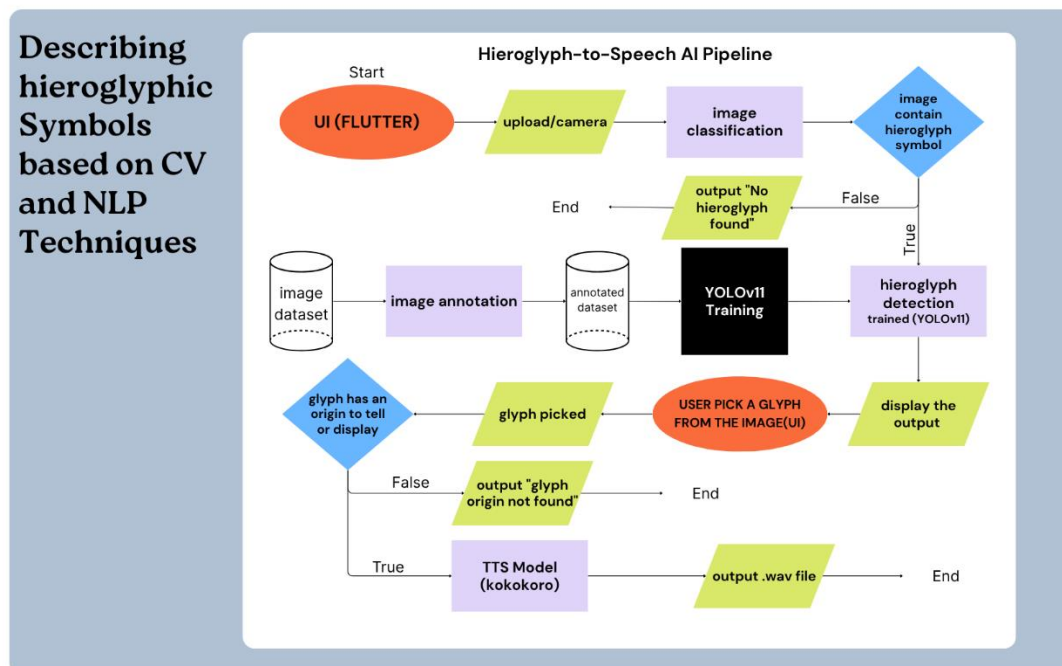 Describing
hieroglyphic
Symbols
based on CV
and NLP
Techniques
Hieroglyph-to-Speech AI Pipeline
Start
UI (FLUTTER)
upload/camera
image
classification
image
contain
hieroglyph
symbol
False
output "No
hieroglyph
found"
End
True
image
dataset
image annotation
annotated
dataset
YOLOv11
Training
hieroglyph
detection
trained (YOLOv11)
display the
output
USER PICK A GLYPH
FROM THE IMAGE(UI)
glyph picked
glyph has an
origin to tell
or display
False
output "glyph
origin not found"
End
True
TTS Model
(kokokoro)
output .wav file
End